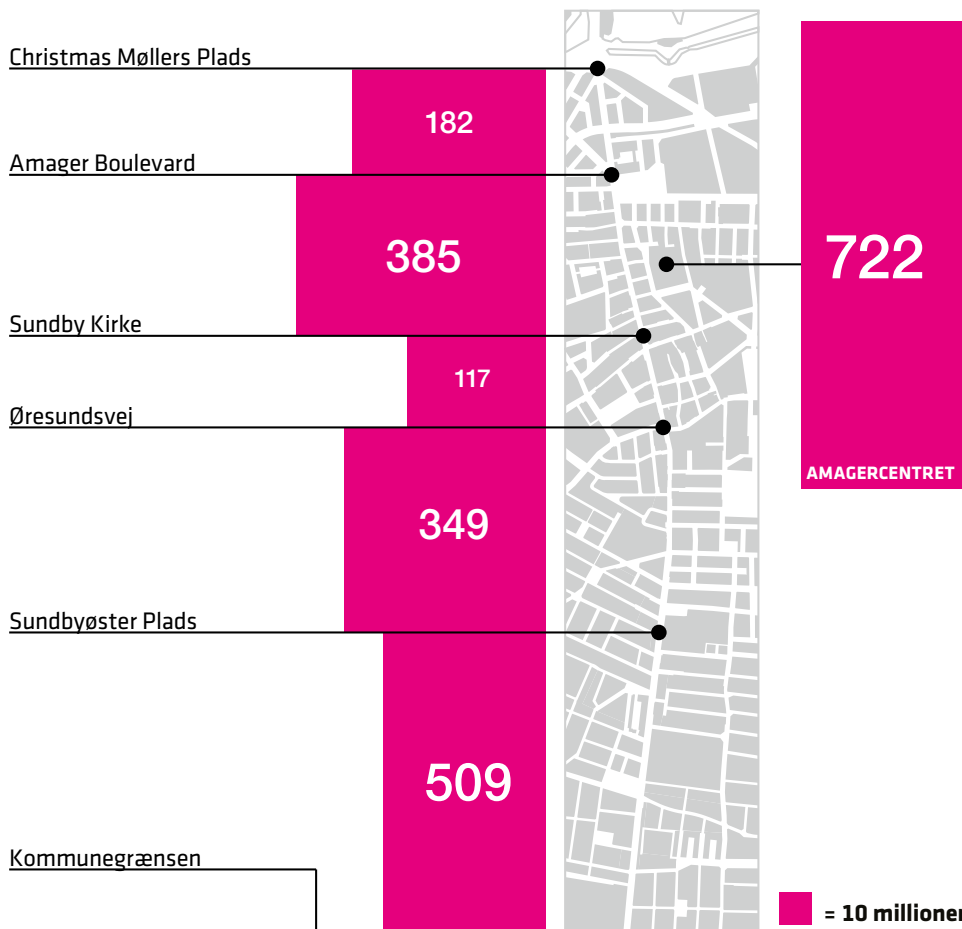 Christmas Møllers Plads
182
Amager Boulevard
385
722
Sundby Kirke
117
Øresundsvej
AMAGERCENTRET
349
Sundbyøster Plads
509
Kommunegrænsen
= 10 millioner